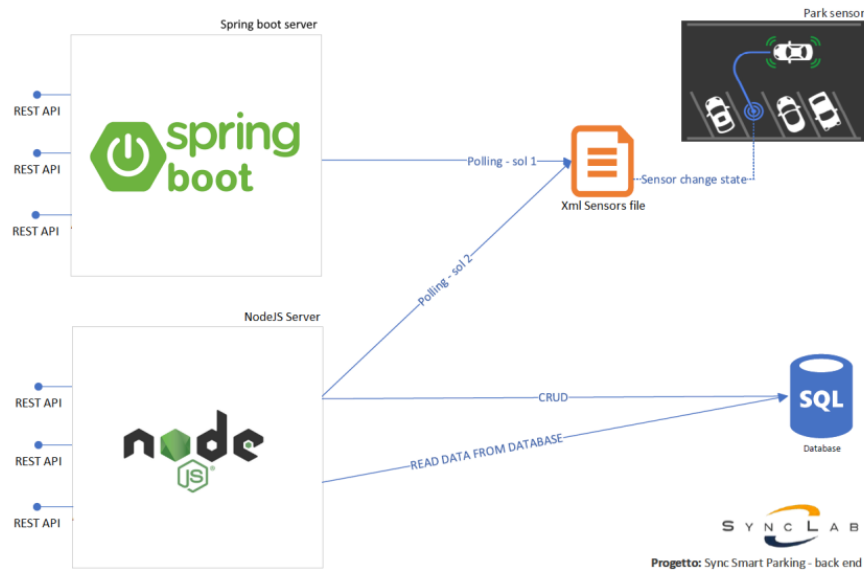 Spring boot server
Park sensor
REST API
REST API
REST API
spring
boot
Polling - sol 1
Xml Sensors file
Sensor change state
Polling - sol 2
NodeJS Server
REST API
REST API
REST API
node
JS
CRUD
READ DATA FROM DATABASE
SQL
Database
SYNCLAB
Progetto: Sync Smart Parking - back end